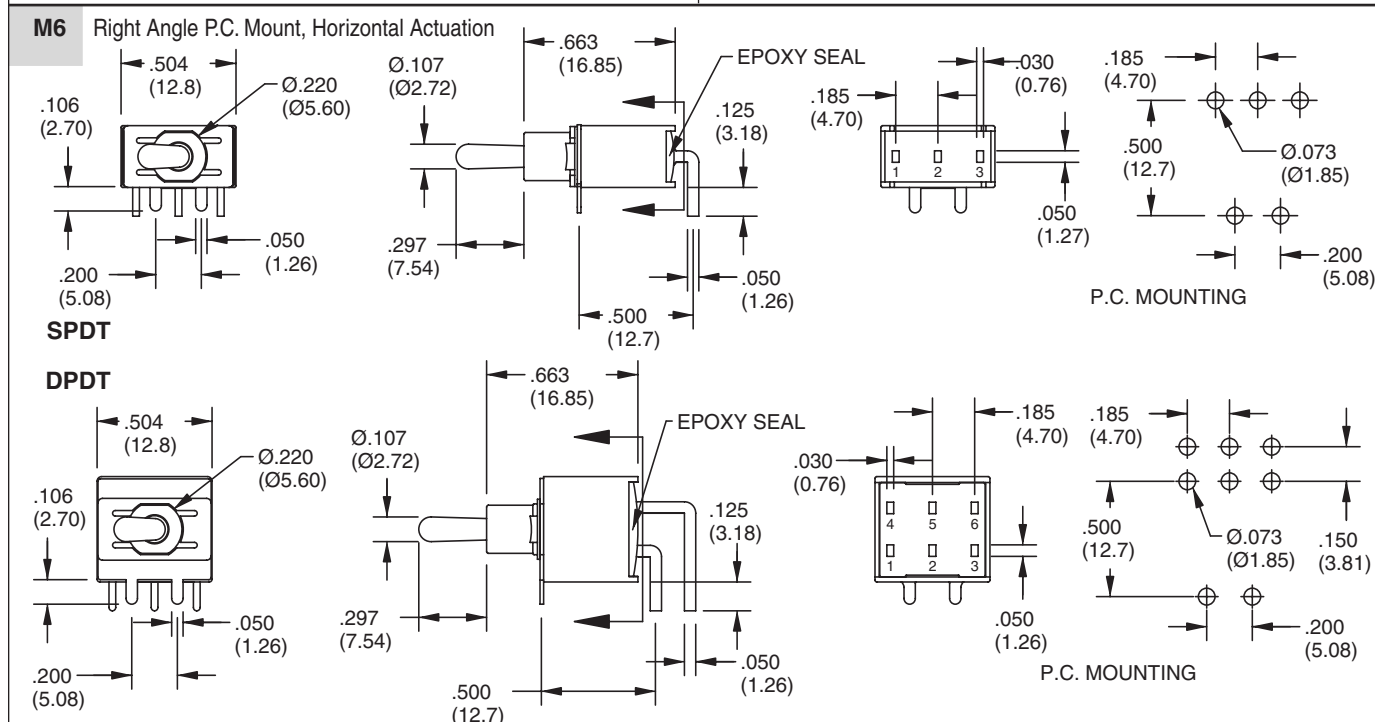 M6 Right Angle P.C. Mount, Horizontal Actuation
.504
(12.8)
Ø.220
(Ø5.60)
.106
(2.70)
.050
(1.26)
.200
(5.08)
SPDT
.663
(16.85)
Ø.107
(Ø2.72)
EPOXY SEAL
.125
(3.18)
.297
(7.54)
.050
(1.26)
.500
(12.7)
.030
(0.76)
.185
(4.70)
1 2 3
.050
(1.27)
.185
(4.70)
.500
(12.7)
Ø.073
(Ø1.85)
.200
(5.08)
P.C. MOUNTING
DPDT
.504
(12.8)
Ø.220
(Ø5.60)
.106
(2.70)
.050
(1.26)
.200
(5.08)
.663
(16.85)
Ø.107
(Ø2.72)
EPOXY SEAL
.125
(3.18)
.297
(7.54)
.050
(1.26)
.500
(12.7)
.185
(4.70)
.030
(0.76)
4 5 6
1 2 3
.050
(1.26)
.185
(4.70)
.500
(12.7)
Ø.073
(Ø1.85)
.150
(3.81)
.200
(5.08)
P.C. MOUNTING